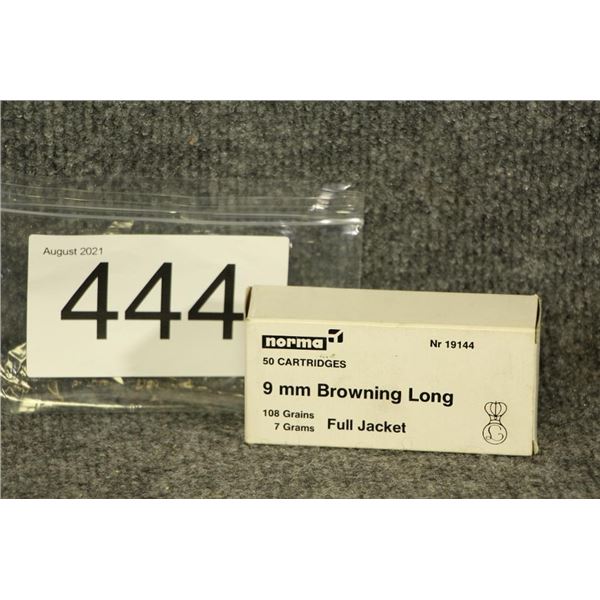 August 2021
444
norma
Nr 19144
50 CARTRIDGES
9 mm Browning Long
108 Grains
7 Grams Full Jacket